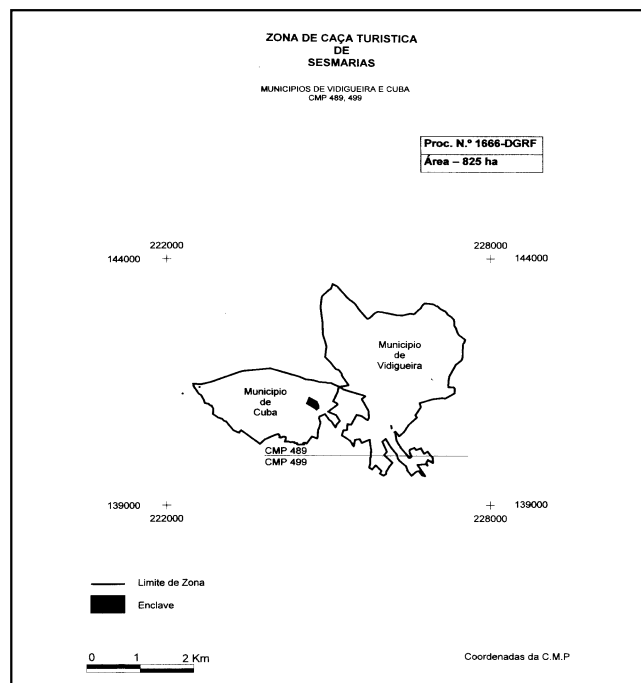 ZONA DE CAÇA TURISTICA
DE
SESMARIAS
MUNICIPIOS DE VIDIGUEIRA E CUBA
CMP 489, 499
Proc. N.º 1666-DGRF
Área – 825 ha
222000
228000
144000
144000
Municipio
de
Vidigueira
Municipio
de
Cuba
CMP 489
CMP 499
139000
139000
222000
228000
Limite de Zona
Enclave
0 1 2 Km
Coordenadas da C.M.P